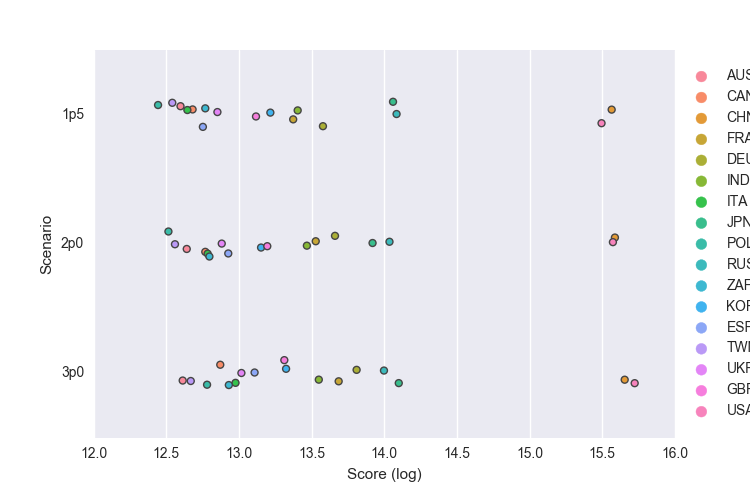 Scenario
1p5
2p0
3p0
12.0 12.5 13.0 13.5 14.0 14.5 15.0 15.5 16.0
Score (log)
AUS
CAN
CHN
FRA
DEU
IND
ITA
JPN
POL
RUS
ZAF
KOR
ESP
TWN
UKR
GBR
USA